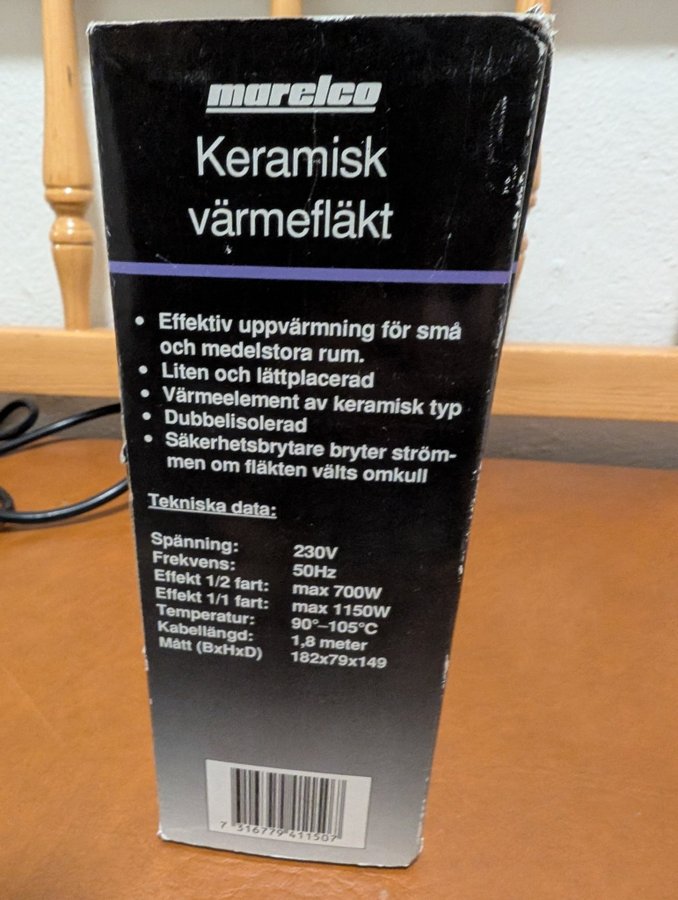 marelco
Keramisk
värmefläkt
• Effektiv uppvärmning för små
och medelstora rum.
• Liten och lättplacerad
• Värmeelement av keramisk typ
• Dubbelisolerad
• Säkerhetsbrytare bryter ström-
men om fläkten välts omkull
Tekniska data:
Spänning: 230V
Frekvens: 50Hz
Effekt 1/2 fart: max 700W
Effekt 1/1 fart: max 1150W
Temperatur: 90°–105°C
Kabellängd: 1,8 meter
Mått (BxHxD) 182x79x149
7 316779 411507